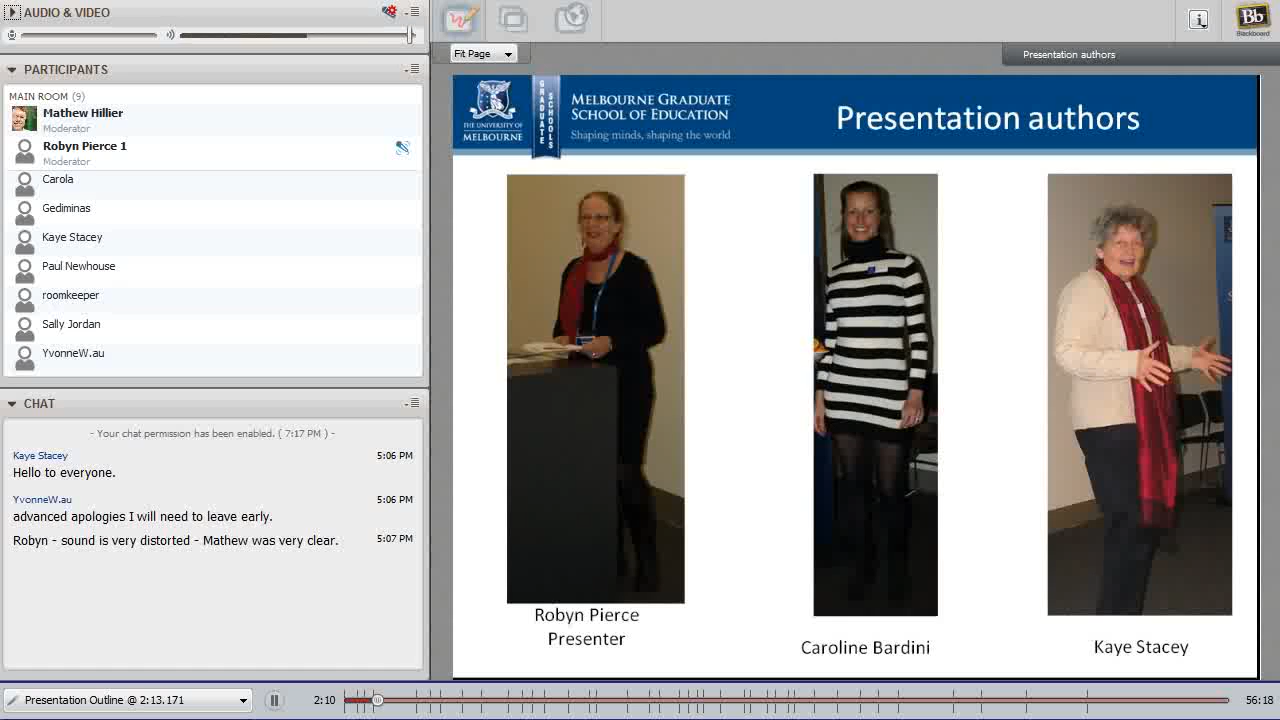 AUDIO & VIDEO
PARTICIPANTS
MAIN ROOM (9)
Mathew Hillier
Moderator
Robyn Pierce 1
Moderator
Carola
Gediminas
Kaye Stacey
Paul Newhouse
roomkeeper
Sally Jordan
YvonneW.au
CHAT
- Your chat permission has been enabled. ( 7:17 PM ) -
Kaye Stacey 5:06 PM
Hello to everyone.
YvonneW.au 5:06 PM
advanced apologies I will need to leave early.
Robyn - sound is very distorted - Mathew was very clear. 5:07 PM
Fit Page
Presentation authors
Bb
Blackboard
THE UNIVERSITY OF
MELBOURNE
GRADUATE
SCHOOLS
MELBOURNE GRADUATE
SCHOOL OF EDUCATION
Shaping minds, shaping the world
Presentation authors
Robyn Pierce
Presenter
Caroline Bardini
Kaye Stacey
Presentation Outline @ 2:13.171
2:10
56:18